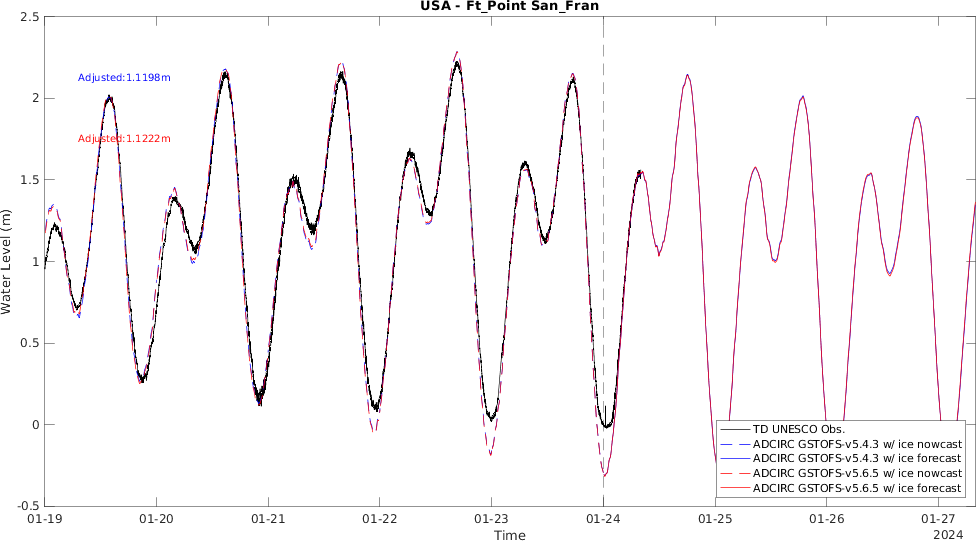 USA - Ft_Point San_Fran
2.5
2
1.5
1
0.5
0
-0.5
Water Level (m)
Adjusted:1.1198m
Adjusted:1.1222m
TD UNESCO Obs.
ADCIRC GSTOFS-v5.4.3 w/ ice nowcast
ADCIRC GSTOFS-v5.4.3 w/ ice forecast
ADCIRC GSTOFS-v5.6.5 w/ ice nowcast
ADCIRC GSTOFS-v5.6.5 w/ ice forecast
01-19 01-20 01-21 01-22 01-23 01-24 01-25 01-26 01-27
Time
2024